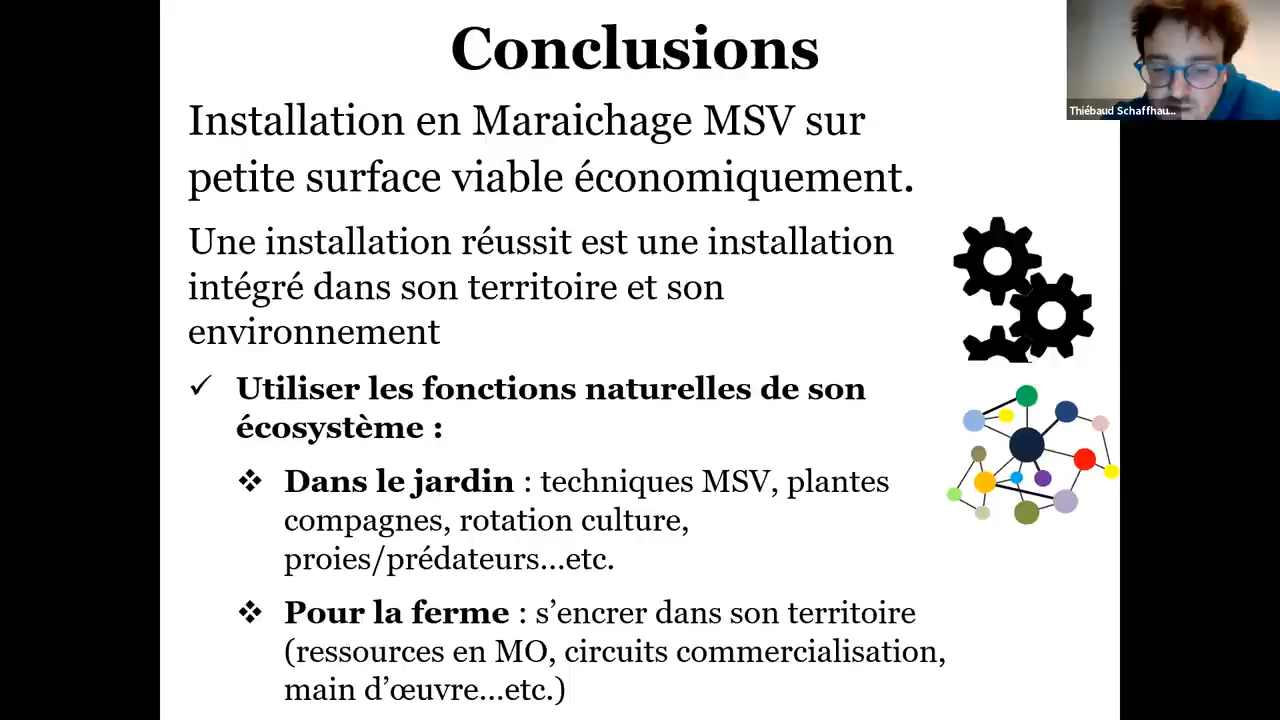 Conclusions
Thiébaud Schaffhau...
Installation en Maraichage MSV sur
petite surface viable économiquement.
Une installation réussit est une installation
intégré dans son territoire et son
environnement
✓ Utiliser les fonctions naturelles de son
écosystème :
❖ Dans le jardin : techniques MSV, plantes
compagnes, rotation culture,
proies/prédateurs...etc.
❖ Pour la ferme : s’encrer dans son territoire
(ressources en MO, circuits commercialisation,
main d’œuvre...etc.)